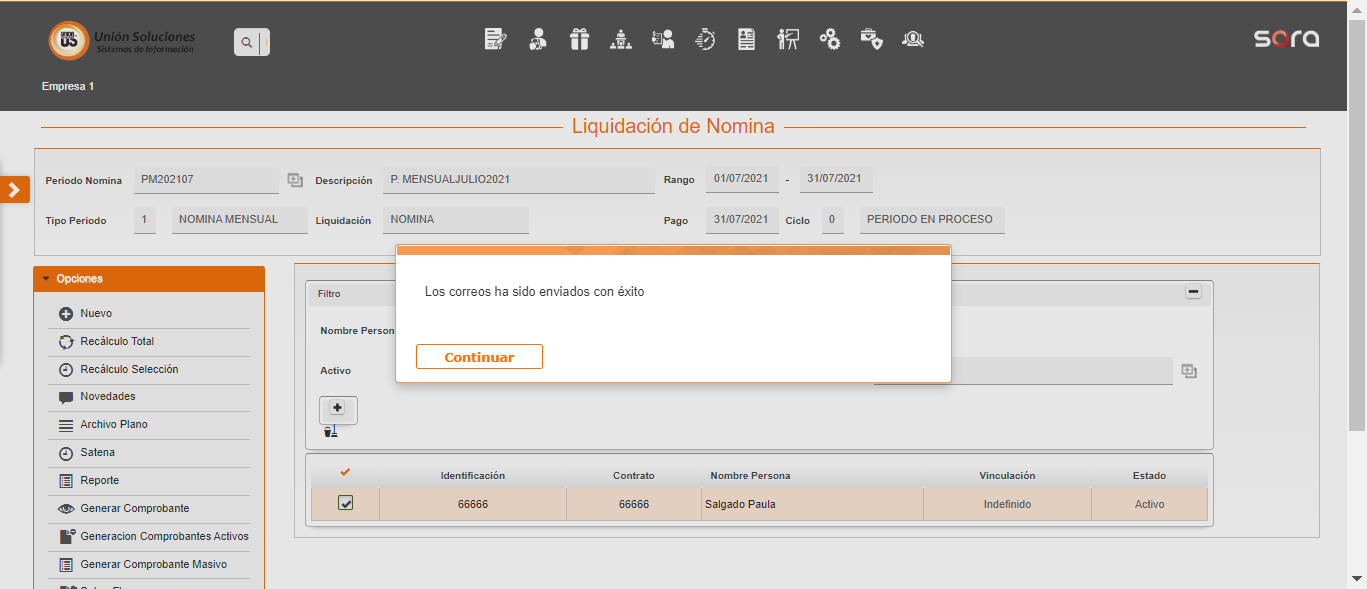 UNION
US
Unión Soluciones
Sistemas de Información
sara
Empresa 1
Liquidación de Nomina
Periodo Nomina PM202107 Descripción P. MENSUALJULIO2021 Rango 01/07/2021 - 31/07/2021
Tipo Periodo 1 NOMINA MENSUAL Liquidación NOMINA Pago 31/07/2021 Ciclo 0 PERIODO EN PROCESO
Opciones
Nuevo
Recálculo Total
Recálculo Selección
Novedades
Archivo Plano
Satena
Reporte
Generar Comprobante
Generacion Comprobantes Activos
Generar Comprobante Masivo
Los correos ha sido enviados con éxito
Continuar
Filtro
Nombre Person
Activo
Identificación Contrato Nombre Persona Vinculación Estado
66666 66666 Salgado Paula Indefinido Activo